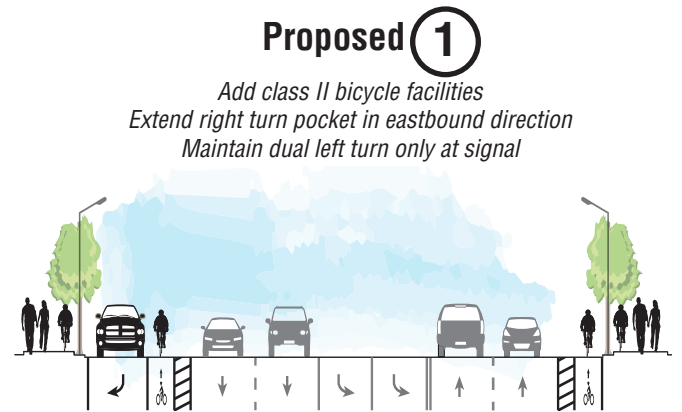 Proposed 1
Add class II bicycle facilities
Extend right turn pocket in eastbound direction
Maintain dual left turn only at signal